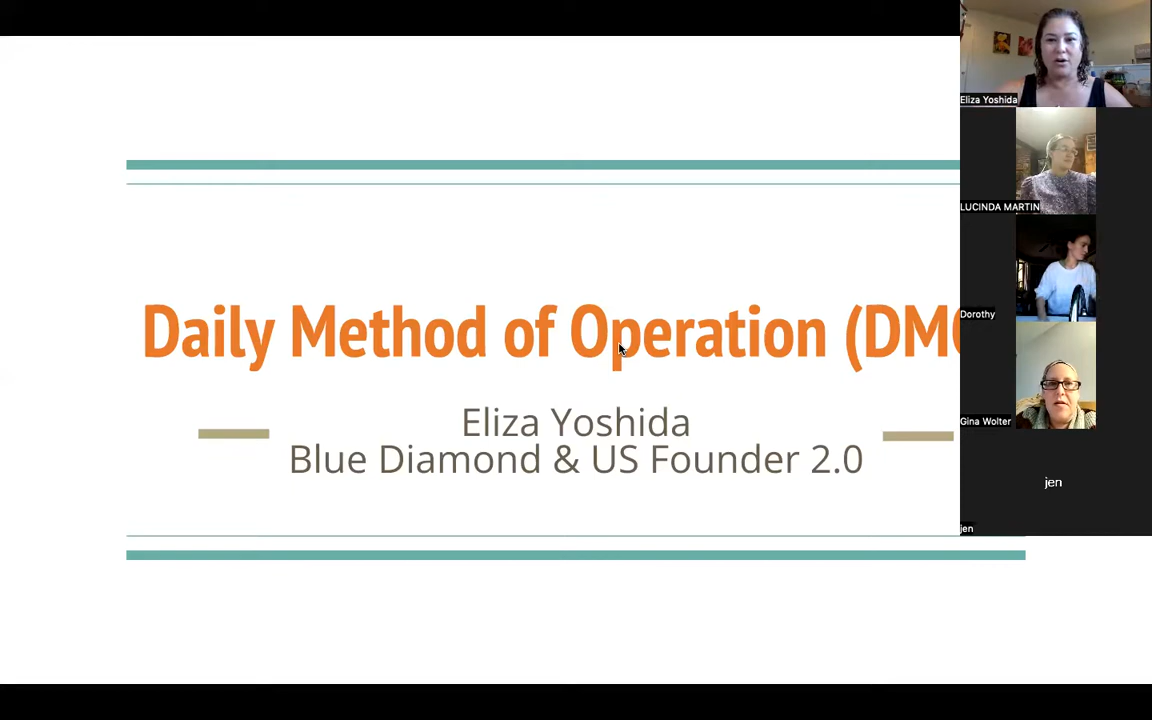 Daily Method of Operation (DMO
Eliza Yoshida
Blue Diamond & US Founder 2.0
Eliza Yoshida
LUCINDA MARTIN
Dorothy
Gina Wolter
jen
jen